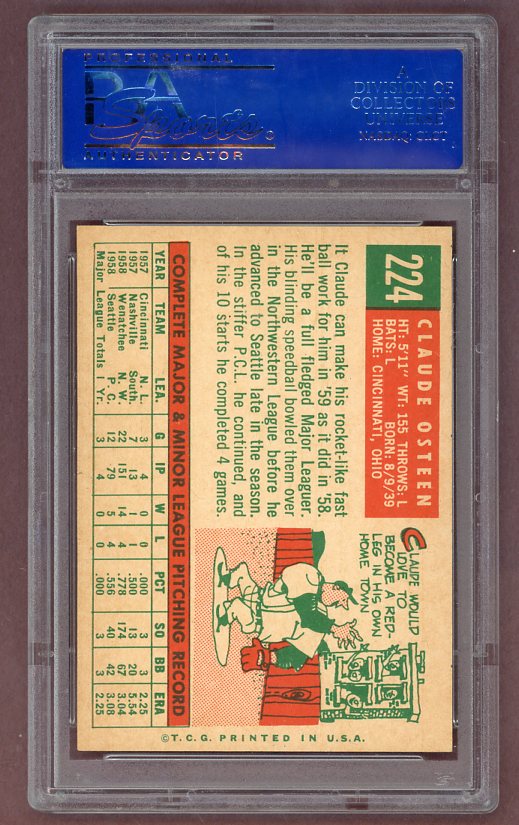 PROFESSIONAL
PSA
Sports
AUTHENTICATOR
A
DIVISION OF
COLLECTORS
UNIVERSE
NASDAQ: CLCT
224
CLAUDE OSTEEN
HT: 5'11" WT: 155 THROWS: L
BATS: L BORN: 8/9/39
HOME: CINCINNATI, OHIO
It Claude can make his rocket-like fast
ball work for him in '59 as it did in '58.
He'll be a full fledged Major Leaguer.
His blinding speedball bowled them over
in the Northwestern League before he
advanced to Seattle late in the season.
In the stiffer P.C.L. he continued, and
of his 10 starts he completed 4 games.
CLAUDE WOULD
LOVE TO
BECOME A RED-
LEG IN HIS OWN
HOME TOWN
COMPLETE MAJOR & MINOR LEAGUE PITCHING RECORD
YEAR TEAM LEA. G IP W L PCT SO BB ERA
1957 Cincinnati N. L. 3 4 0 0 .000 3 3 2.25
1957 Nashville South. 7 13 1 1 .500 13 20 5.54
1958 Wenatchee N. W. 22 151 14 4 .778 174 67 3.04
1958 Seattle P. C. 12 79 5 4 .556 40 42 3.08
Major League Totals 1 Yr. 3 4 0 0 .000 3 3 2.25
©T.C.G. PRINTED IN U.S.A.